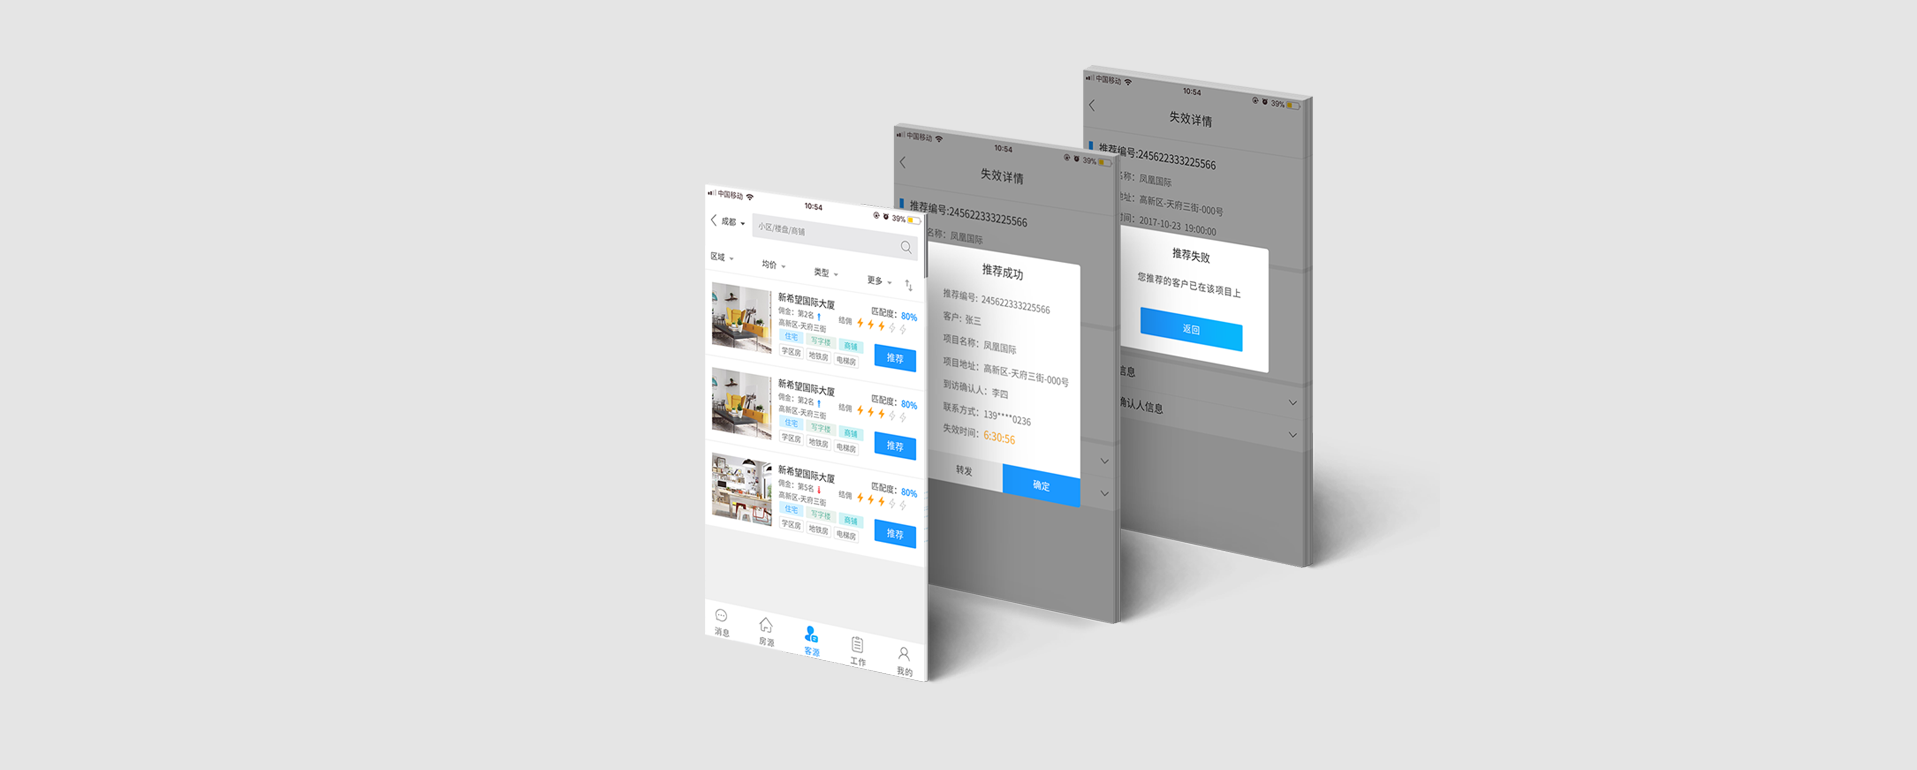 中国移动
10:54
39%
成都
小区/楼盘/商铺
区域
均价
类型
更多
新希望国际大厦
佣金：第2名
匹配度：80%
高新区-天府三街
结佣
住宅 写字楼 商铺
学区房 地铁房 电梯房
推荐
新希望国际大厦
佣金：第2名
匹配度：80%
高新区-天府三街
结佣
住宅 写字楼 商铺
学区房 地铁房 电梯房
推荐
新希望国际大厦
佣金：第5名
匹配度：80%
高新区-天府三街
结佣
住宅 写字楼 商铺
学区房 地铁房 电梯房
推荐
消息
房源
客源
工作
我的
中国移动
10:54
39%
失效详情
推荐编号:245622333225566
名称：凤凰国际
推荐成功
推荐编号：245622333225566
客户：张三
项目名称：凤凰国际
项目地址：高新区-天府三街-000号
到访确认人：李四
联系方式：139****0236
失效时间：6:30:56
转发
确定
中国移动
10:54
39%
失效详情
推荐编号:245622333225566
名称：凤凰国际
地址：高新区-天府三街-000号
时间：2017-10-23 19:00:00
推荐失败
您推荐的客户已在该项目上
返回
信息
确认人信息